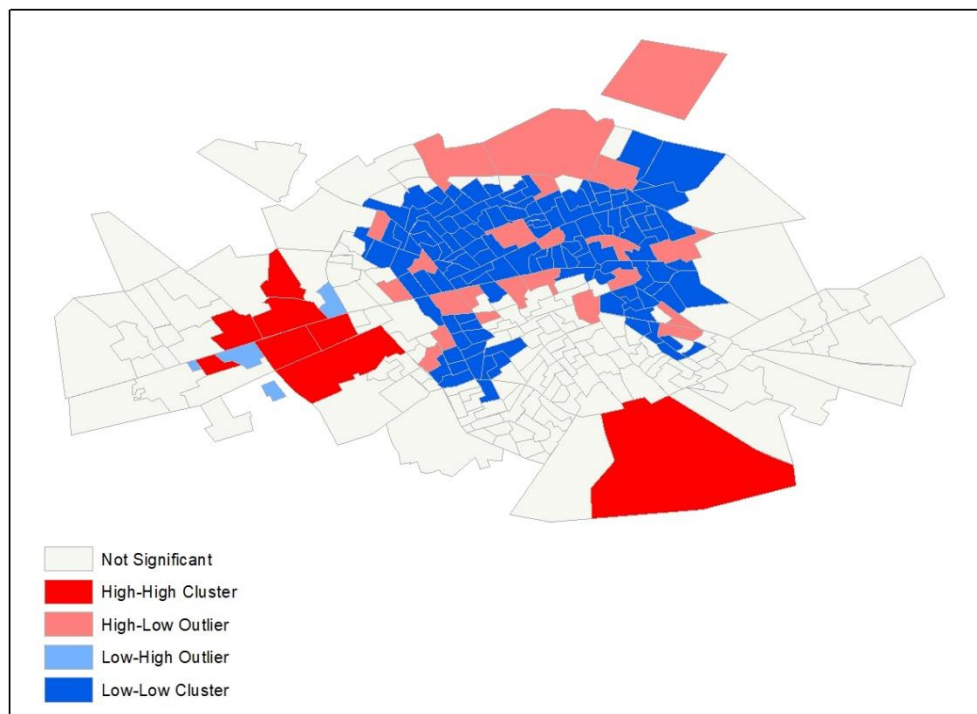 Not Significant
High-High Cluster
High-Low Outlier
Low-High Outlier
Low-Low Cluster